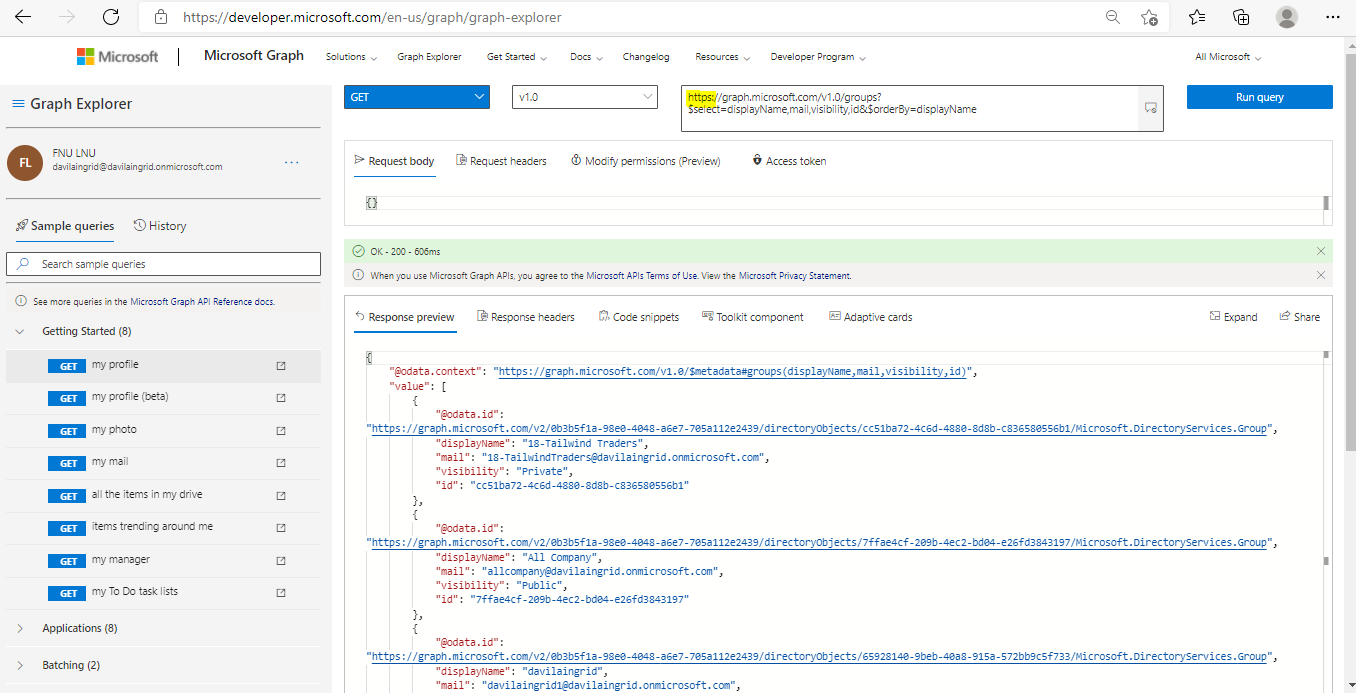 https://developer.microsoft.com/en-us/graph/graph-explorer
Microsoft
Microsoft Graph
Solutions
Graph Explorer
Get Started
Docs
Changelog
Resources
Developer Program
All Microsoft
Graph Explorer
FL
FNU LNU
davilaingrid@davilaingrid.onmicrosoft.com
...
Sample queries
History
Search sample queries
See more queries in the Microsoft Graph API Reference docs.
Getting Started (8)
GET my profile
GET my profile (beta)
GET my photo
GET my mail
GET all the items in my drive
GET items trending around me
GET my manager
GET my To Do task lists
Applications (8)
Batching (2)
GET
v1.0
https://graph.microsoft.com/v1.0/groups?
$select=displayName,mail,visibility,id&$orderBy=displayName
Run query
Request body
Request headers
Modify permissions (Preview)
Access token
{}
OK - 200 - 606ms
When you use Microsoft Graph APIs, you agree to the Microsoft APIs Terms of Use. View the Microsoft Privacy Statement.
Response preview
Response headers
Code snippets
Toolkit component
Adaptive cards
Expand
Share
{
"@odata.context": "https://graph.microsoft.com/v1.0/$metadata#groups(displayName,mail,visibility,id)",
"value": [
{
"@odata.id":
"https://graph.microsoft.com/v2/0b3b5f1a-98e0-4048-a6e7-705a112e2439/directoryObjects/cc51ba72-4c6d-4880-8d8b-c836580556b1/Microsoft.DirectoryServices.Group",
"displayName": "18-Tailwind Traders",
"mail": "18-TailwindTraders@davilaingrid.onmicrosoft.com",
"visibility": "Private",
"id": "cc51ba72-4c6d-4880-8d8b-c836580556b1"
},
{
"@odata.id":
"https://graph.microsoft.com/v2/0b3b5f1a-98e0-4048-a6e7-705a112e2439/directoryObjects/7ffae4cf-209b-4ec2-bd04-e26fd3843197/Microsoft.DirectoryServices.Group",
"displayName": "All Company",
"mail": "allcompany@davilaingrid.onmicrosoft.com",
"visibility": "Public",
"id": "7ffae4cf-209b-4ec2-bd04-e26fd3843197"
},
{
"@odata.id":
"https://graph.microsoft.com/v2/0b3b5f1a-98e0-4048-a6e7-705a112e2439/directoryObjects/65928140-9beb-40a8-915a-572bb9c5f733/Microsoft.DirectoryServices.Group",
"displayName": "davilaingrid",
"mail": "davilaingrid1@davilaingrid.onmicrosoft.com",